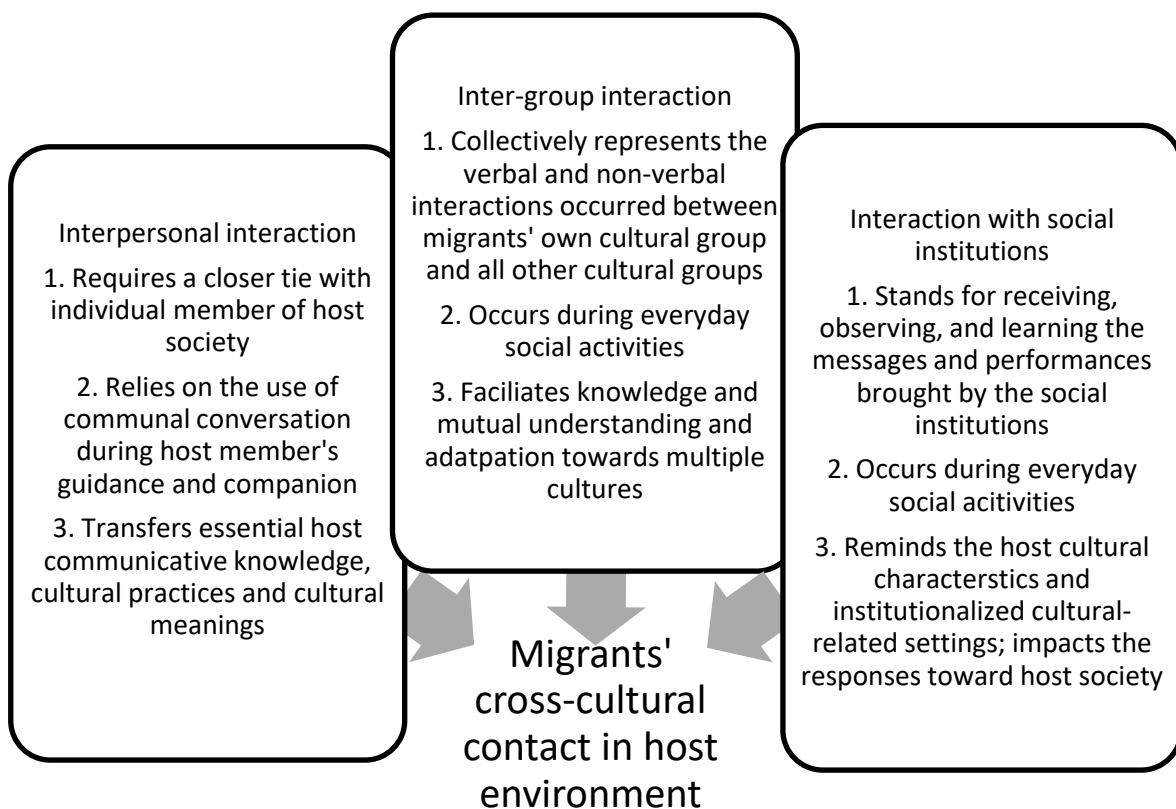 Interpersonal interaction
1. Requires a closer tie with
individual member of host
society
2. Relies on the use of
communal conversation
during host member's
guidance and companion
3. Transfers essential host
communicative knowledge,
cultural practices and cultural
meanings
Inter-group interaction
1. Collectively represents the
verbal and non-verbal
interactions occurred between
migrants' own cultural group
and all other cultural groups
2. Occurs during everyday
social activities
3. Faciliates knowledge and
mutual understanding and
adatpation towards multiple
cultures
Interaction with social
institutions
1. Stands for receiving,
observing, and learning the
messages and performances
brought by the social
institutions
2. Occurs during everyday
social acitivities
3. Reminds the host cultural
characterstics and
institutionalized cultural-
related settings; impacts the
responses toward host society
Migrants'
cross-cultural
contact in host
environment